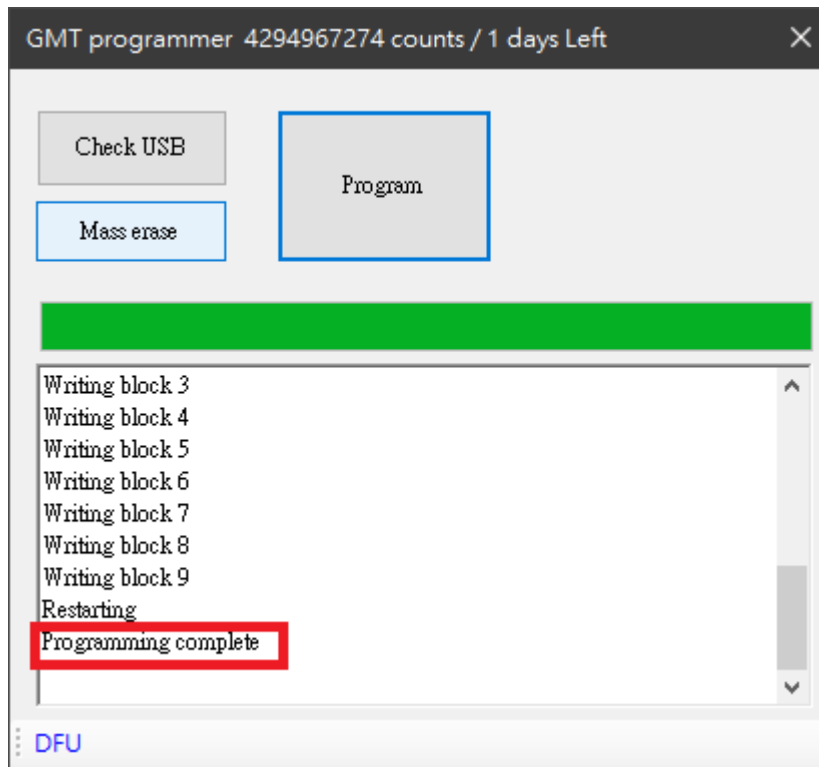 GMT programmer 4294967274 counts / 1 days Left
Check USB
Program
Mass erase
Writing block 3
Writing block 4
Writing block 5
Writing block 6
Writing block 7
Writing block 8
Writing block 9
Restarting
Programming complete
DFU